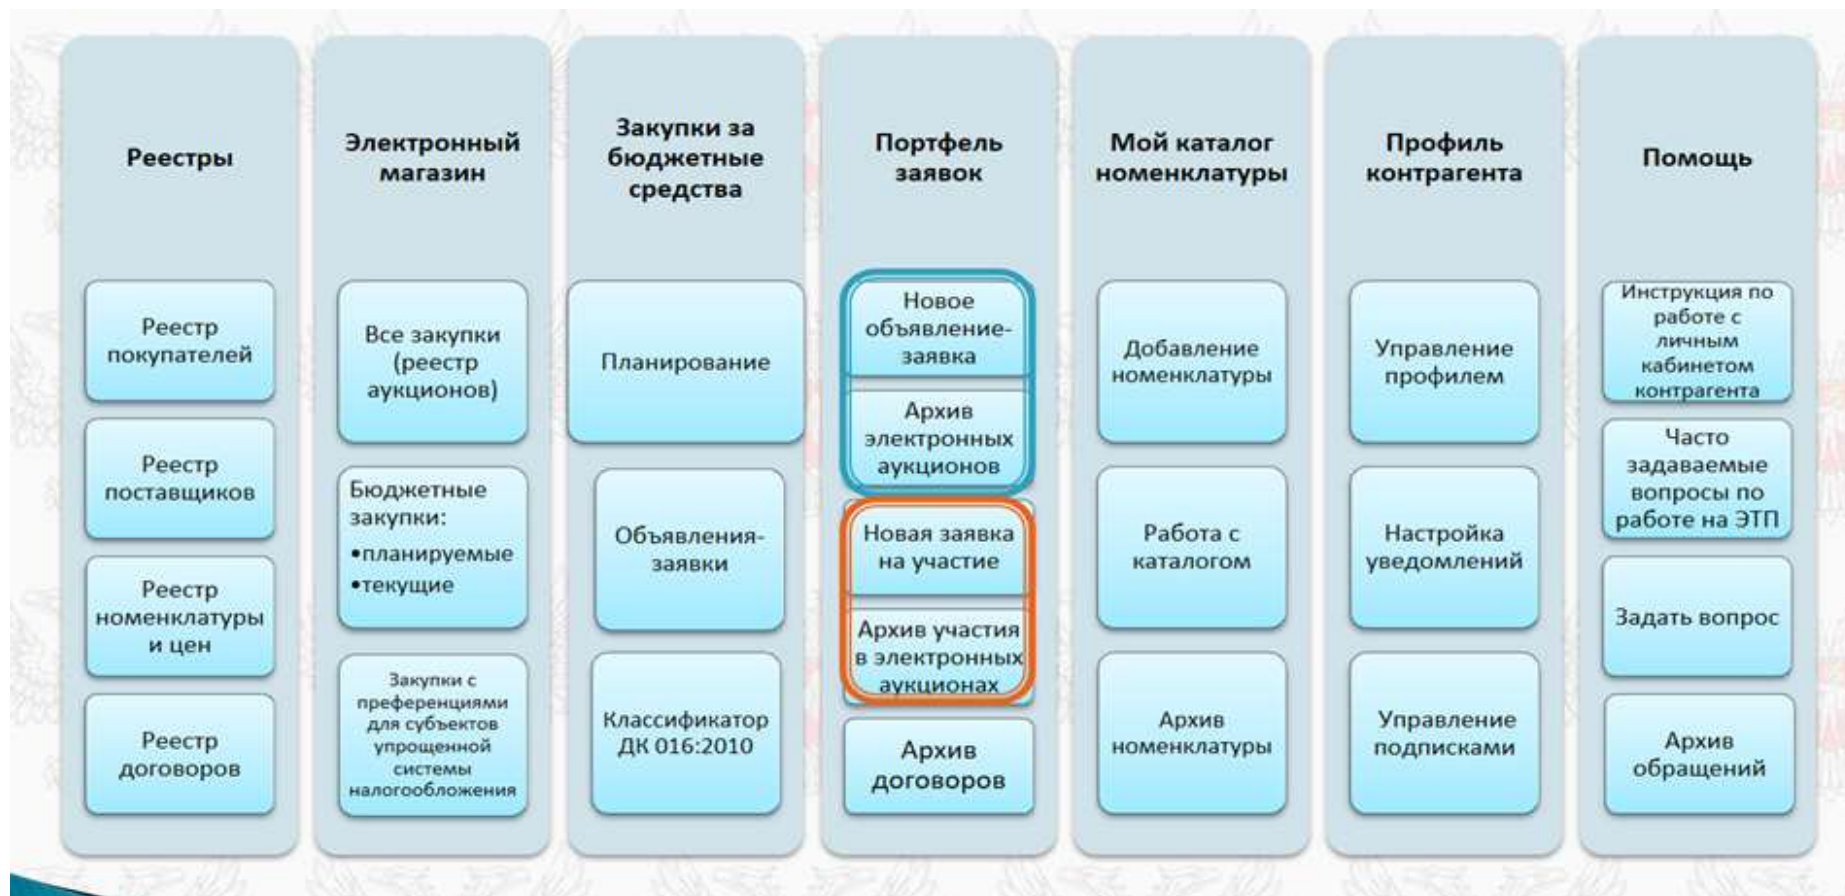 Реестры
Реестр
покупателей
Реестр
поставщиков
Реестр
номенклатуры
и цен
Реестр
договоров
Электронный
магазин
Все закупки
(реестр
аукционов)
Бюджетные
закупки:
•планируемые
•текущие
Закупки с
преференциями
для субъектов
упрощенной
системы
налогообложения
Закупки за
бюджетные
средства
Планирование
Объявления-
заявки
Классификатор
ДК 016:2010
Портфель
заявок
Новое
объявление-
заявка
Архив
электронных
аукционов
Новая заявка
на участие
Архив участия
в электронных
аукционах
Архив
договоров
Мой каталог
номенклатуры
Добавление
номенклатуры
Работа с
каталогом
Архив
номенклатуры
Профиль
контрагента
Управление
профилем
Настройка
уведомлений
Управление
подписками
Помощь
Инструкция по
работе с
личным
кабинетом
контрагента
Часто
задаваемые
вопросы по
работе на ЭТП
Задать вопрос
Архив
обращений